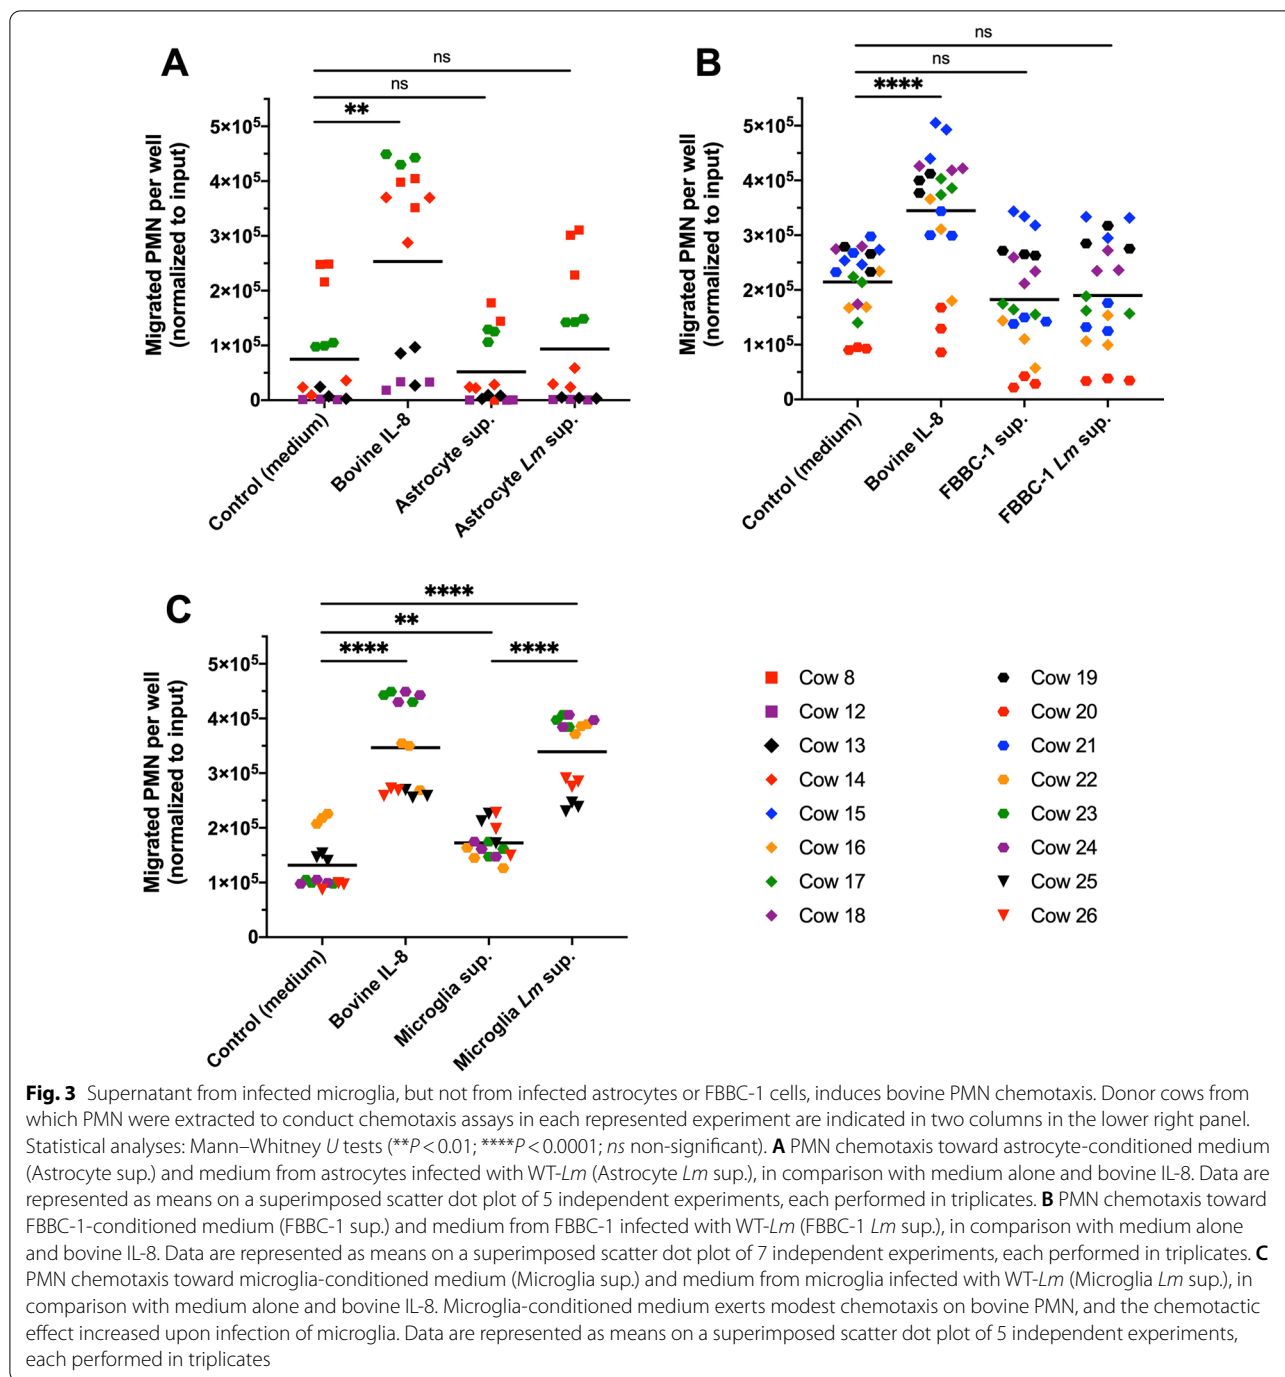 A
ns
ns
**
Migrated PMN per well
(normalized to input)
5×10⁵
4×10⁵
3×10⁵
2×10⁵
1×10⁵
0
Control (medium)
Bovine IL-8
Astrocyte sup.
Astrocyte Lm sup.
B
ns
ns
****
Migrated PMN per well
(normalized to input)
5×10⁵
4×10⁵
3×10⁵
2×10⁵
1×10⁵
0
Control (medium)
Bovine IL-8
FBBC-1 sup.
FBBC-1 Lm sup.
C
****
**
****
****
Migrated PMN per well
(normalized to input)
5×10⁵
4×10⁵
3×10⁵
2×10⁵
1×10⁵
0
Control (medium)
Bovine IL-8
Microglia sup.
Microglia Lm sup.
Cow 8
Cow 12
Cow 13
Cow 14
Cow 15
Cow 16
Cow 17
Cow 18
Cow 19
Cow 20
Cow 21
Cow 22
Cow 23
Cow 24
Cow 25
Cow 26
Fig. 3 Supernatant from infected microglia, but not from infected astrocytes or FBBC-1 cells, induces bovine PMN chemotaxis. Donor cows from
which PMN were extracted to conduct chemotaxis assays in each represented experiment are indicated in two columns in the lower right panel.
Statistical analyses: Mann–Whitney U tests (**P < 0.01; ****P < 0.0001; ns non-significant). A PMN chemotaxis toward astrocyte-conditioned medium
(Astrocyte sup.) and medium from astrocytes infected with WT-Lm (Astrocyte Lm sup.), in comparison with medium alone and bovine IL-8. Data are
represented as means on a superimposed scatter dot plot of 5 independent experiments, each performed in triplicates. B PMN chemotaxis toward
FBBC-1-conditioned medium (FBBC-1 sup.) and medium from FBBC-1 infected with WT-Lm (FBBC-1 Lm sup.), in comparison with medium alone
and bovine IL-8. Data are represented as means on a superimposed scatter dot plot of 7 independent experiments, each performed in triplicates. C
PMN chemotaxis toward microglia-conditioned medium (Microglia sup.) and medium from microglia infected with WT-Lm (Microglia Lm sup.), in
comparison with medium alone and bovine IL-8. Microglia-conditioned medium exerts modest chemotaxis on bovine PMN, and the chemotactic
effect increased upon infection of microglia. Data are represented as means on a superimposed scatter dot plot of 5 independent experiments,
each performed in triplicates